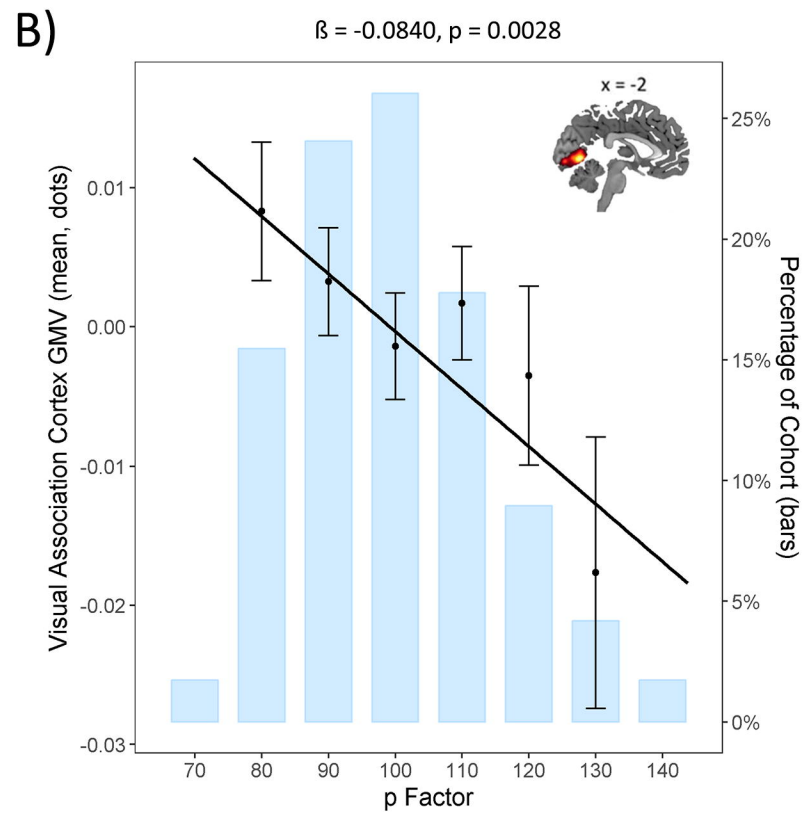 B)
ß = -0.0840, p = 0.0028
x = -2
Visual Association Cortex GMV (mean, dots)
0.01
0.00
-0.01
-0.02
-0.03
25%
20%
15%
10%
5%
0%
Percentage of Cohort (bars)
70 80 90 100 110 120 130 140
p Factor